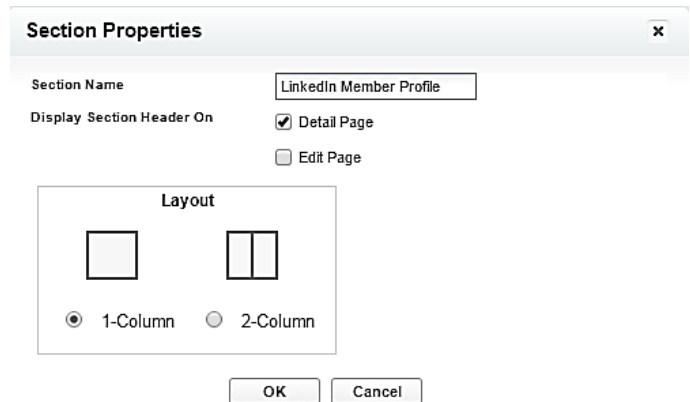 Section Properties
Section Name
LinkedIn Member Profile
Display Section Header On
Detail Page
Edit Page
Layout
1-Column
2-Column
OK
Cancel